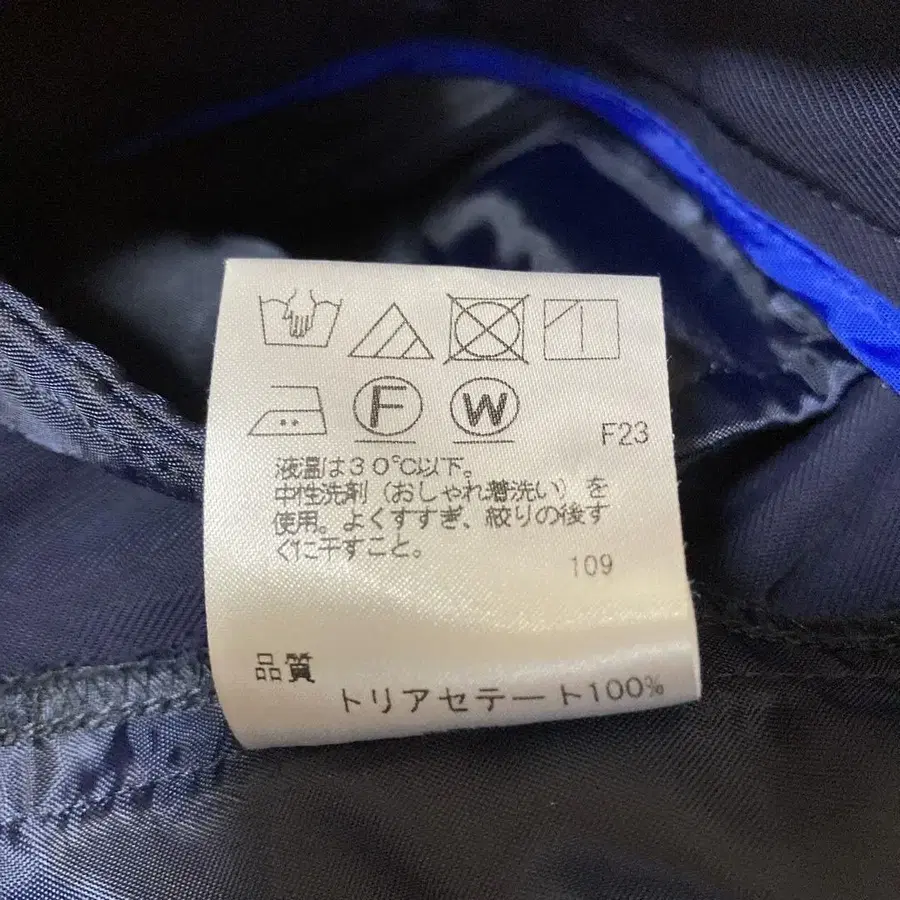 F W F23
液温は30℃以下。
中性洗剤（おしゃれ着洗い）を
使用。よくすすぎ、絞りの後す
ぐに干すこと。
109
品質
トリアセテート100%